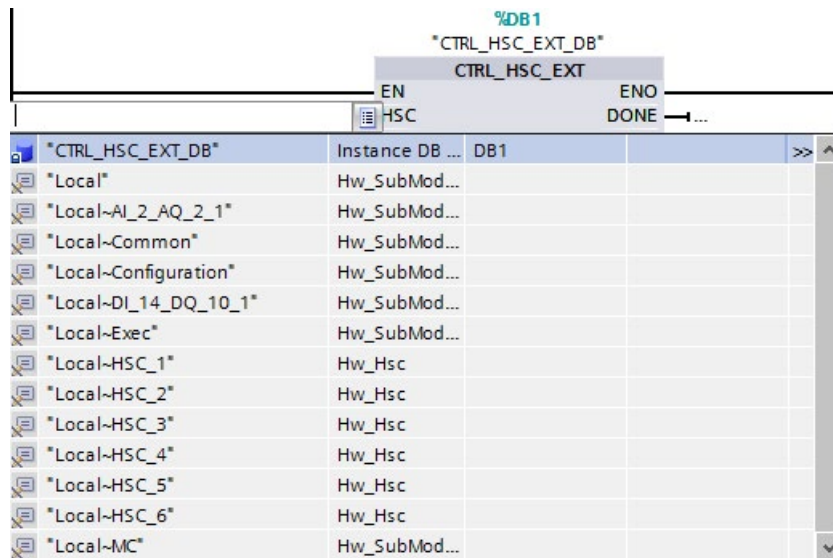 %DB1
"CTRL_HSC_EXT_DB"
CTRL_HSC_EXT
EN ENO
HSC DONE ...
"CTRL_HSC_EXT_DB" Instance DB ... DB1 >>
"Local" Hw_SubMod...
"Local~AI_2_AQ_2_1" Hw_SubMod...
"Local~Common" Hw_SubMod...
"Local~Configuration" Hw_SubMod...
"Local~DI_14_DQ_10_1" Hw_SubMod...
"Local~Exec" Hw_SubMod...
"Local~HSC_1" Hw_Hsc
"Local~HSC_2" Hw_Hsc
"Local~HSC_3" Hw_Hsc
"Local~HSC_4" Hw_Hsc
"Local~HSC_5" Hw_Hsc
"Local~HSC_6" Hw_Hsc
"Local~MC" Hw_SubMod...